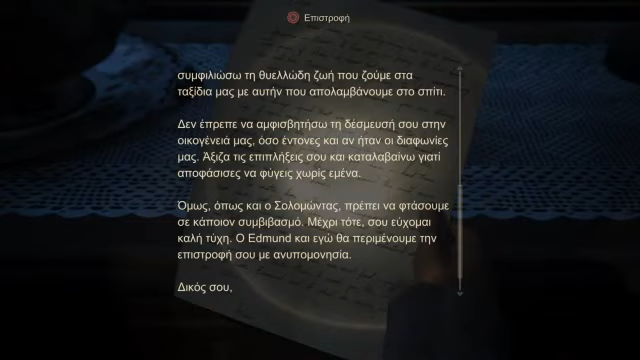 Επιστροφή
συμφιλιώσω τη θυελλώδη ζωή που ζούμε στα
ταξίδια μας με αυτήν που απολαμβάνουμε στο σπίτι.
Δεν έπρεπε να αμφισβητήσω τη δέσμευσή σου στην
οικογένειά μας, όσο έντονες και αν ήταν οι διαφωνίες
μας. Άξιζα τις επιπλήξεις σου και καταλαβαίνω γιατί
αποφάσισες να φύγεις χωρίς εμένα.
Όμως, όπως και ο Σολομώντας, πρέπει να φτάσουμε
σε κάποιον συμβιβασμό. Μέχρι τότε, σου εύχομαι
καλή τύχη. Ο Edmund και εγώ θα περιμένουμε την
επιστροφή σου με ανυπομονησία.
Δικός σου,